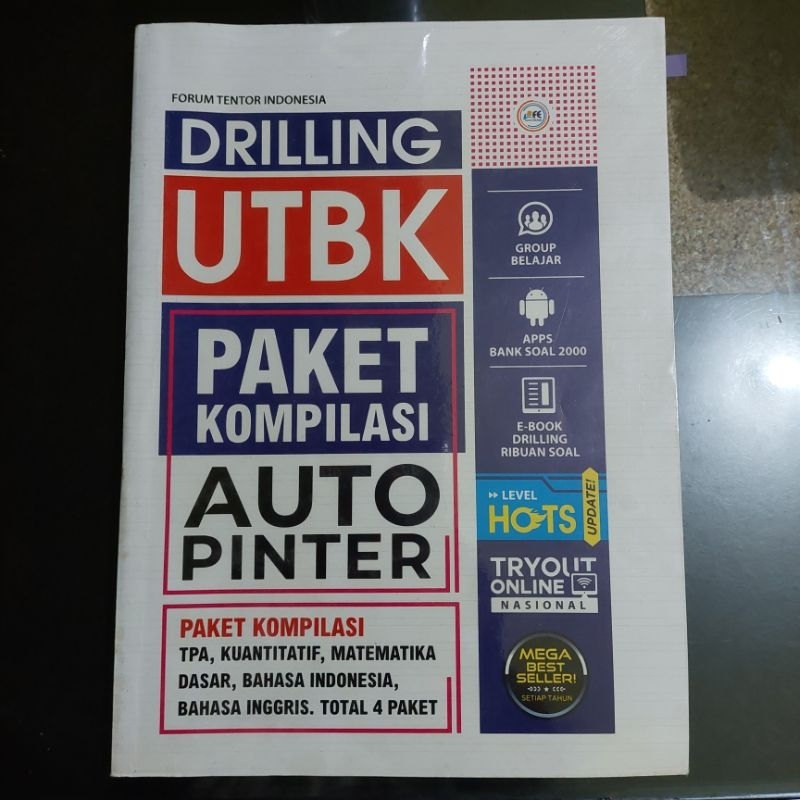 FORUM TENTOR INDONESIA
DRILLING
UTBK
PAKET
KOMPILASI
AUTO
PINTER
PAKET KOMPILASI
TPA, KUANTITATIF, MATEMATIKA
DASAR, BAHASA INDONESIA,
BAHASA INGGRIS. TOTAL 4 PAKET
GROUP
BELAJAR
APPS
BANK SOAL 2000
E-BOOK
DRILLING
RIBUAN SOAL
LEVEL
HOTS
UPDATE!
TRYOUT
ONLINE
NASIONAL
MEGA
BEST
SELLER!
SETIAP TAHUN